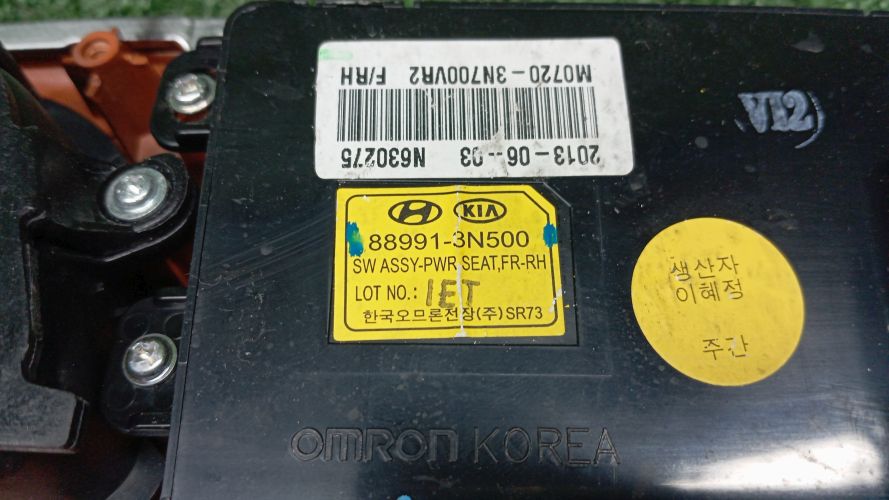 M0720-3N700VR2 F/RH
2013-06--03 N630275
V12
HYUNDAI KIA
88991-3N500
SW ASSY-PWR SEAT,FR-RH
LOT NO.: 1ET
한국오므론전장(주) SR73
생산자
이혜정
주간
OMRON KOREA